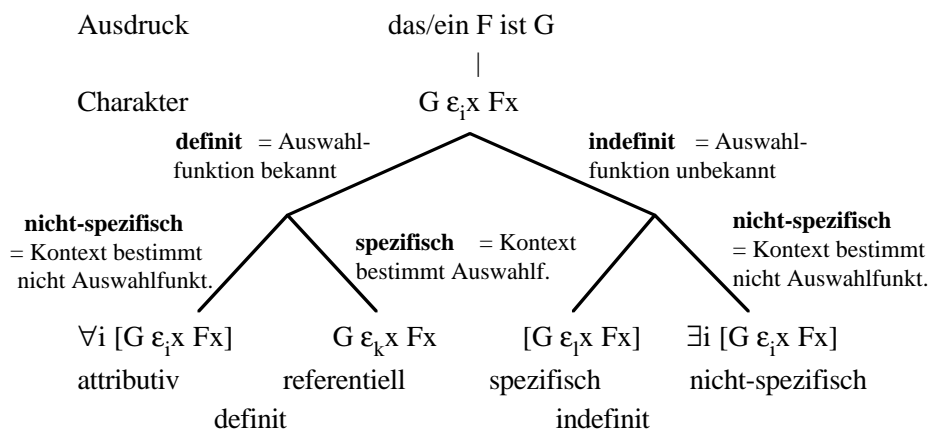 Ausdruck das/ein F ist G
|
Charakter G εᵢx Fx
definit = Auswahl-
funktion bekannt
indefinit = Auswahl-
funktion unbekannt
nicht-spezifisch
= Kontext bestimmt
nicht Auswahlfunkt.
spezifisch = Kontext
bestimmt Auswahlf.
nicht-spezifisch
= Kontext bestimmt
nicht Auswahlfunkt.
∀i [G εᵢx Fx] G εₖx Fx [G εₗx Fx] ∃i [G εᵢx Fx]
attributiv referentiell spezifisch nicht-spezifisch
definit indefinit